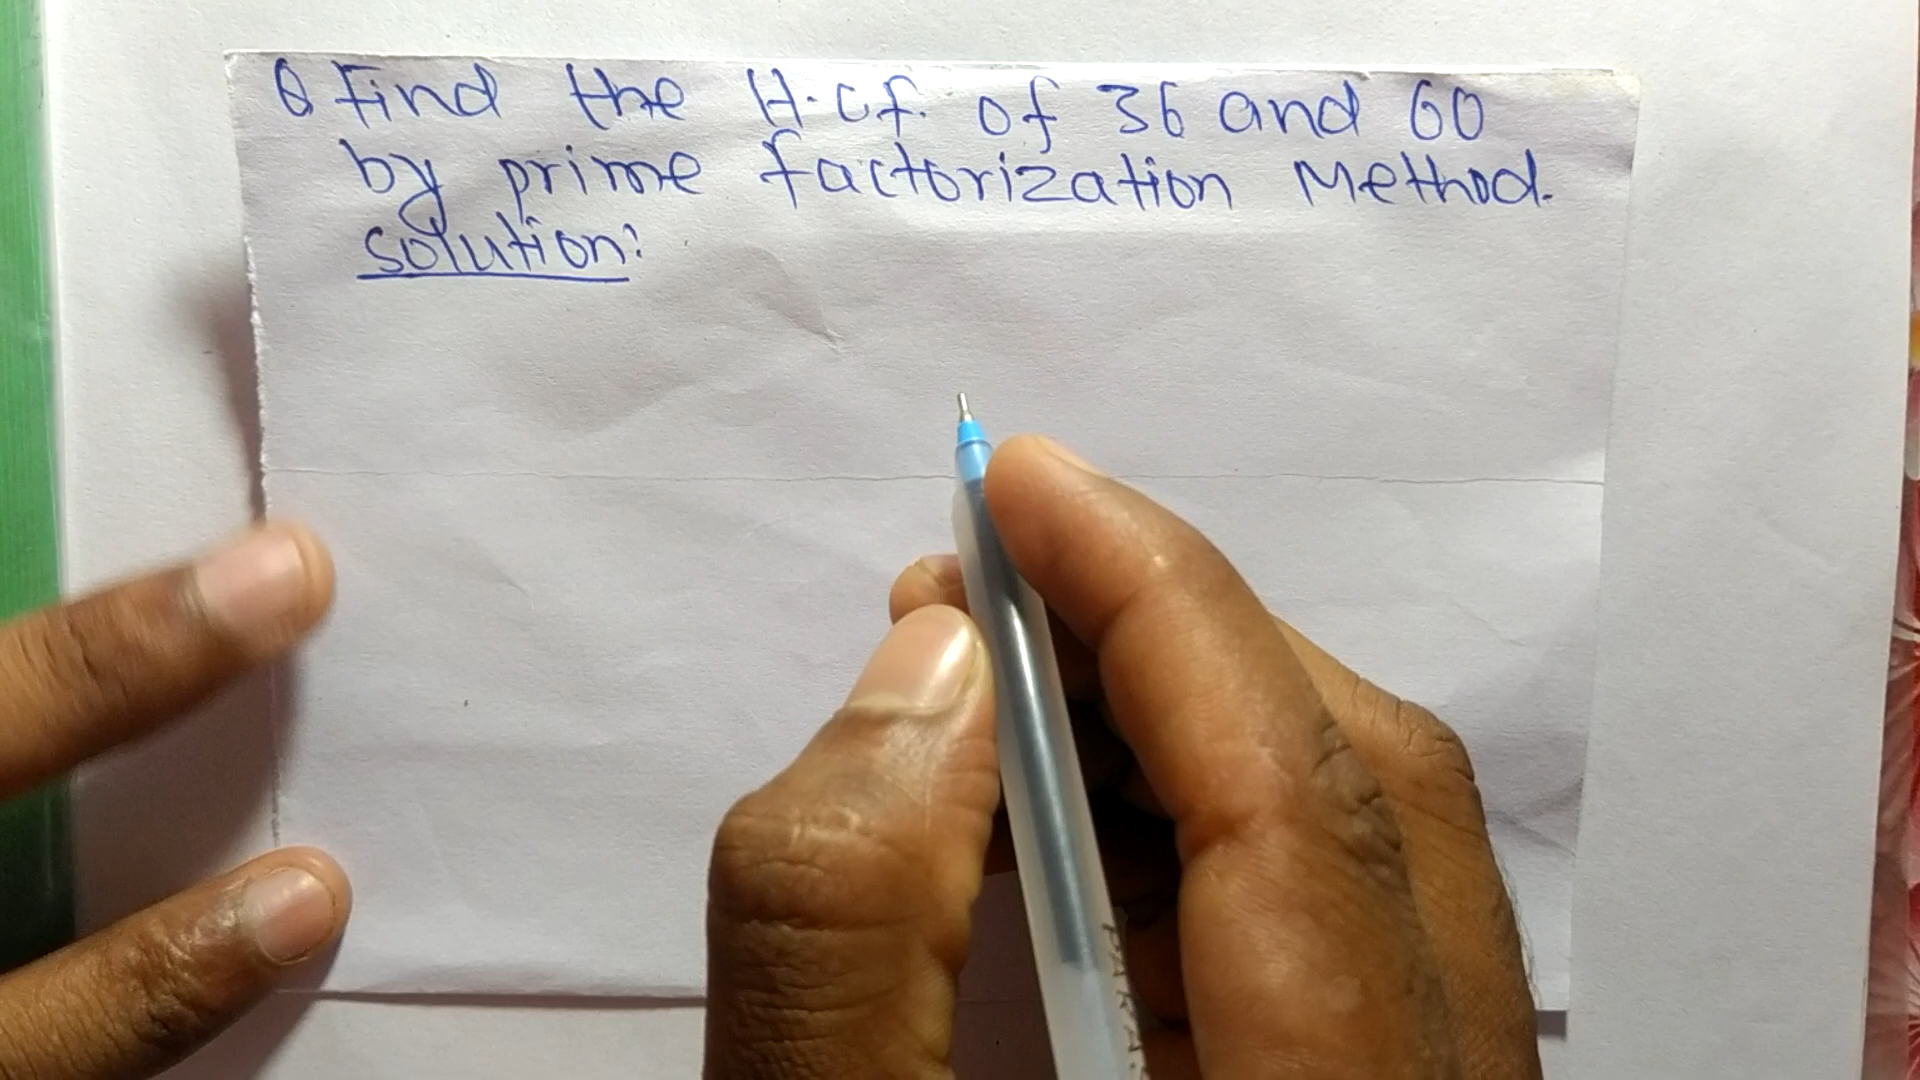 Q Find the H.C.f. of 36 and 60
by prime factorization Method.
solution: